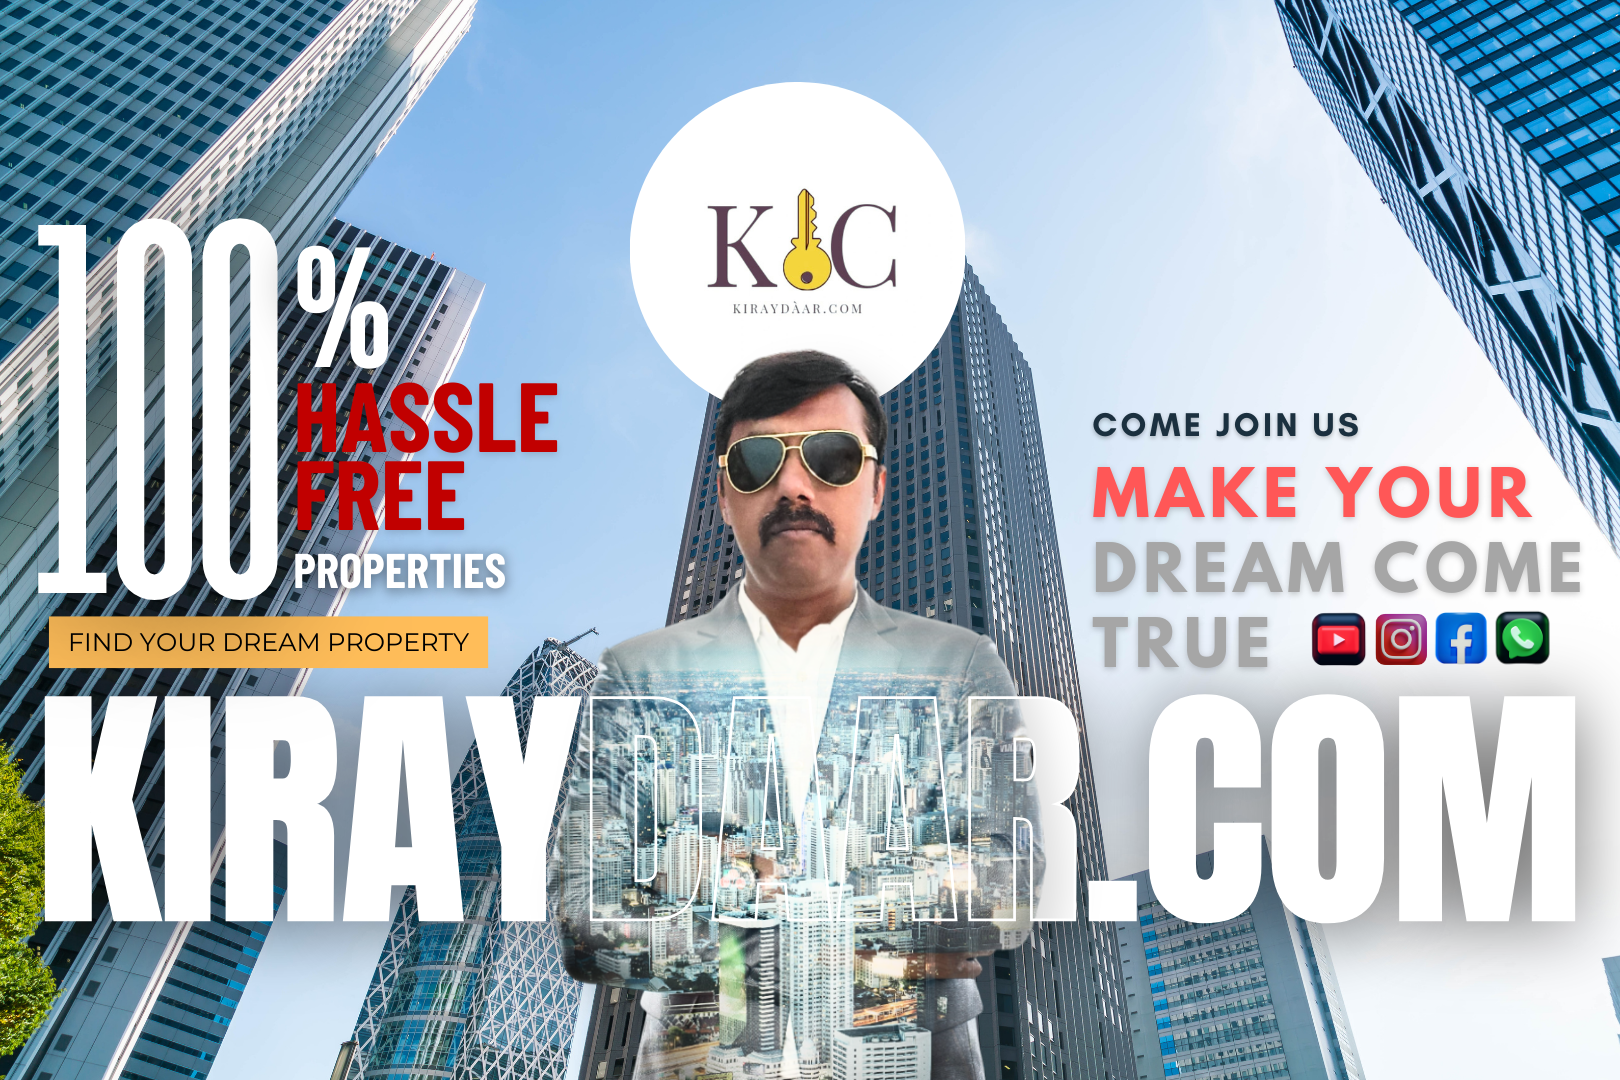 K C
KIRAYDÀAR.COM
100%
HASSLE
FREE
PROPERTIES
FIND YOUR DREAM PROPERTY
COME JOIN US
MAKE YOUR
DREAM COME
TRUE
KIRAYDAAR.COM